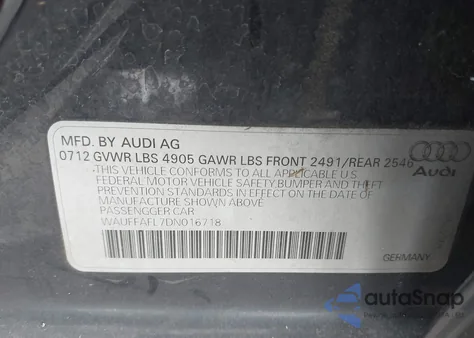 MFD. BY AUDI AG
0712 GVWR LBS 4905 GAWR LBS FRONT 2491/REAR 2546
THIS VEHICLE CONFORMS TO ALL APPLICABLE U.S.
FEDERAL MOTOR VEHICLE SAFETY, BUMPER AND THEFT
PREVENTION STANDARDS IN EFFECT ON THE DATE OF
MANUFACTURE SHOWN ABOVE
PASSENGER CAR
WAUFFAFL7DN016718
Audi
GERMANY
autoSnap